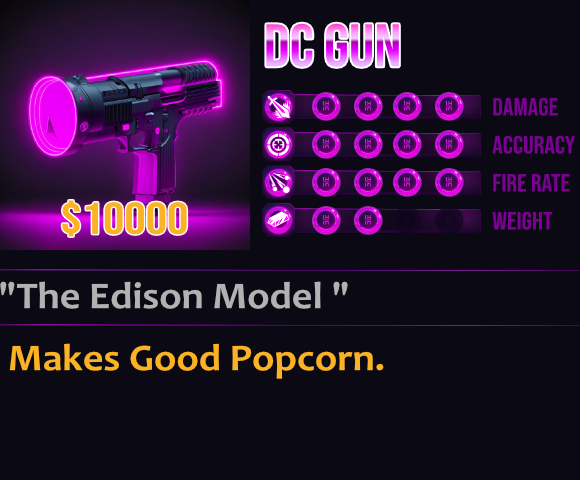 DC GUN
DAMAGE
ACCURACY
FIRE RATE
WEIGHT
$10000
"The Edison Model "
Makes Good Popcorn.